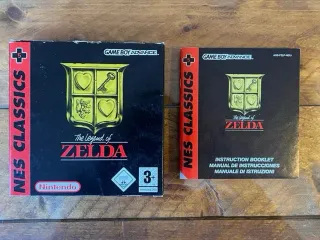 GAME BOY ADVANCE
NES CLASSICS
The Legend of
ZELDA
Nintendo
3+
GAME BOY ADVANCE
NES CLASSICS
The Legend of
ZELDA
INSTRUCTION BOOKLET
MANUAL DE INSTRUCCIONES
MANUALE DI ISTRUZIONI